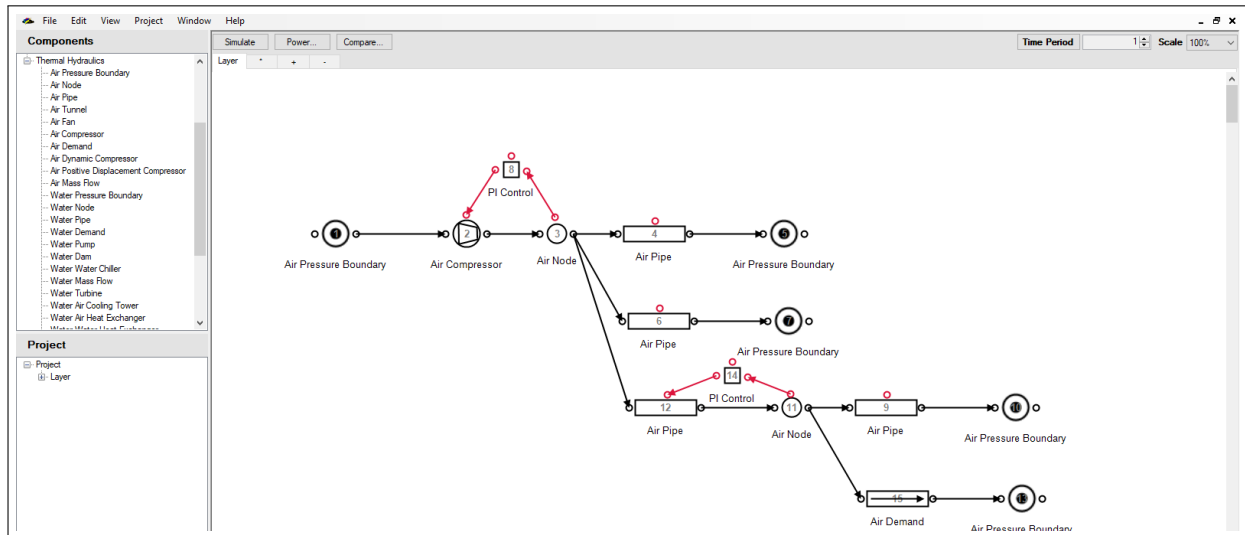 File Edit View Project Window Help
Components
Simulate Power... Compare... Time Period 1 Scale 100%
Layer * + -
Thermal Hydraulics
Air Pressure Boundary
Air Node
Air Pipe
Air Tunnel
Air Fan
Air Compressor
Air Demand
Air Dynamic Compressor
Air Positive Displacement Compressor
Air Mass Flow
Water Pressure Boundary
Water Node
Water Pipe
Water Demand
Water Pump
Water Dam
Water Water Chiller
Water Mass Flow
Water Turbine
Water Air Cooling Tower
Water Air Heat Exchanger
Water Water Heat Exchanger
Project
Project
Layer
8
PI Control
1 2 3 4 5
Air Pressure Boundary Air Compressor Air Node Air Pipe Air Pressure Boundary
6 7
Air Pipe Air Pressure Boundary
14
PI Control
12 11 9 10
Air Pipe Air Node Air Pipe Air Pressure Boundary
15 13
Air Demand Air Pressure Boundary